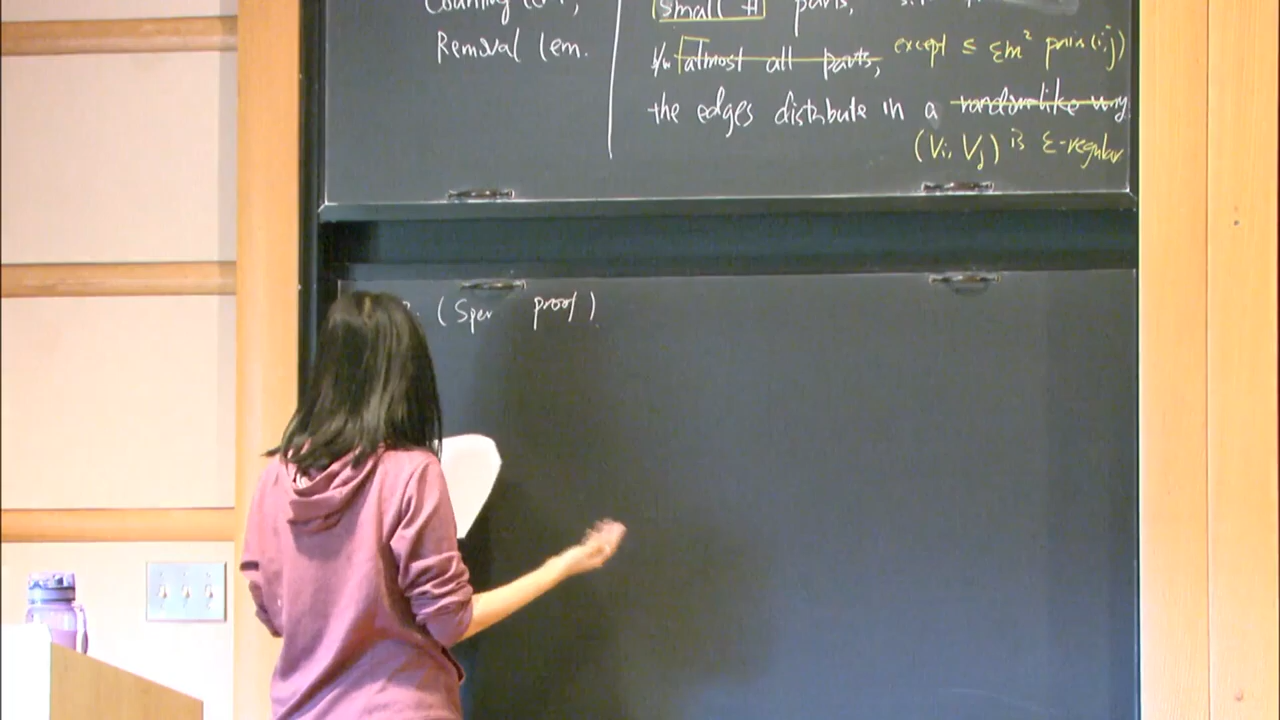 Counting lem,
Removal lem.
small # parts,
b/w almost all parts, except ≤ εm² pairs (i,j)
the edges distribute in a random-like way
(Vi, Vj) is ε-regular
(Sper proof)